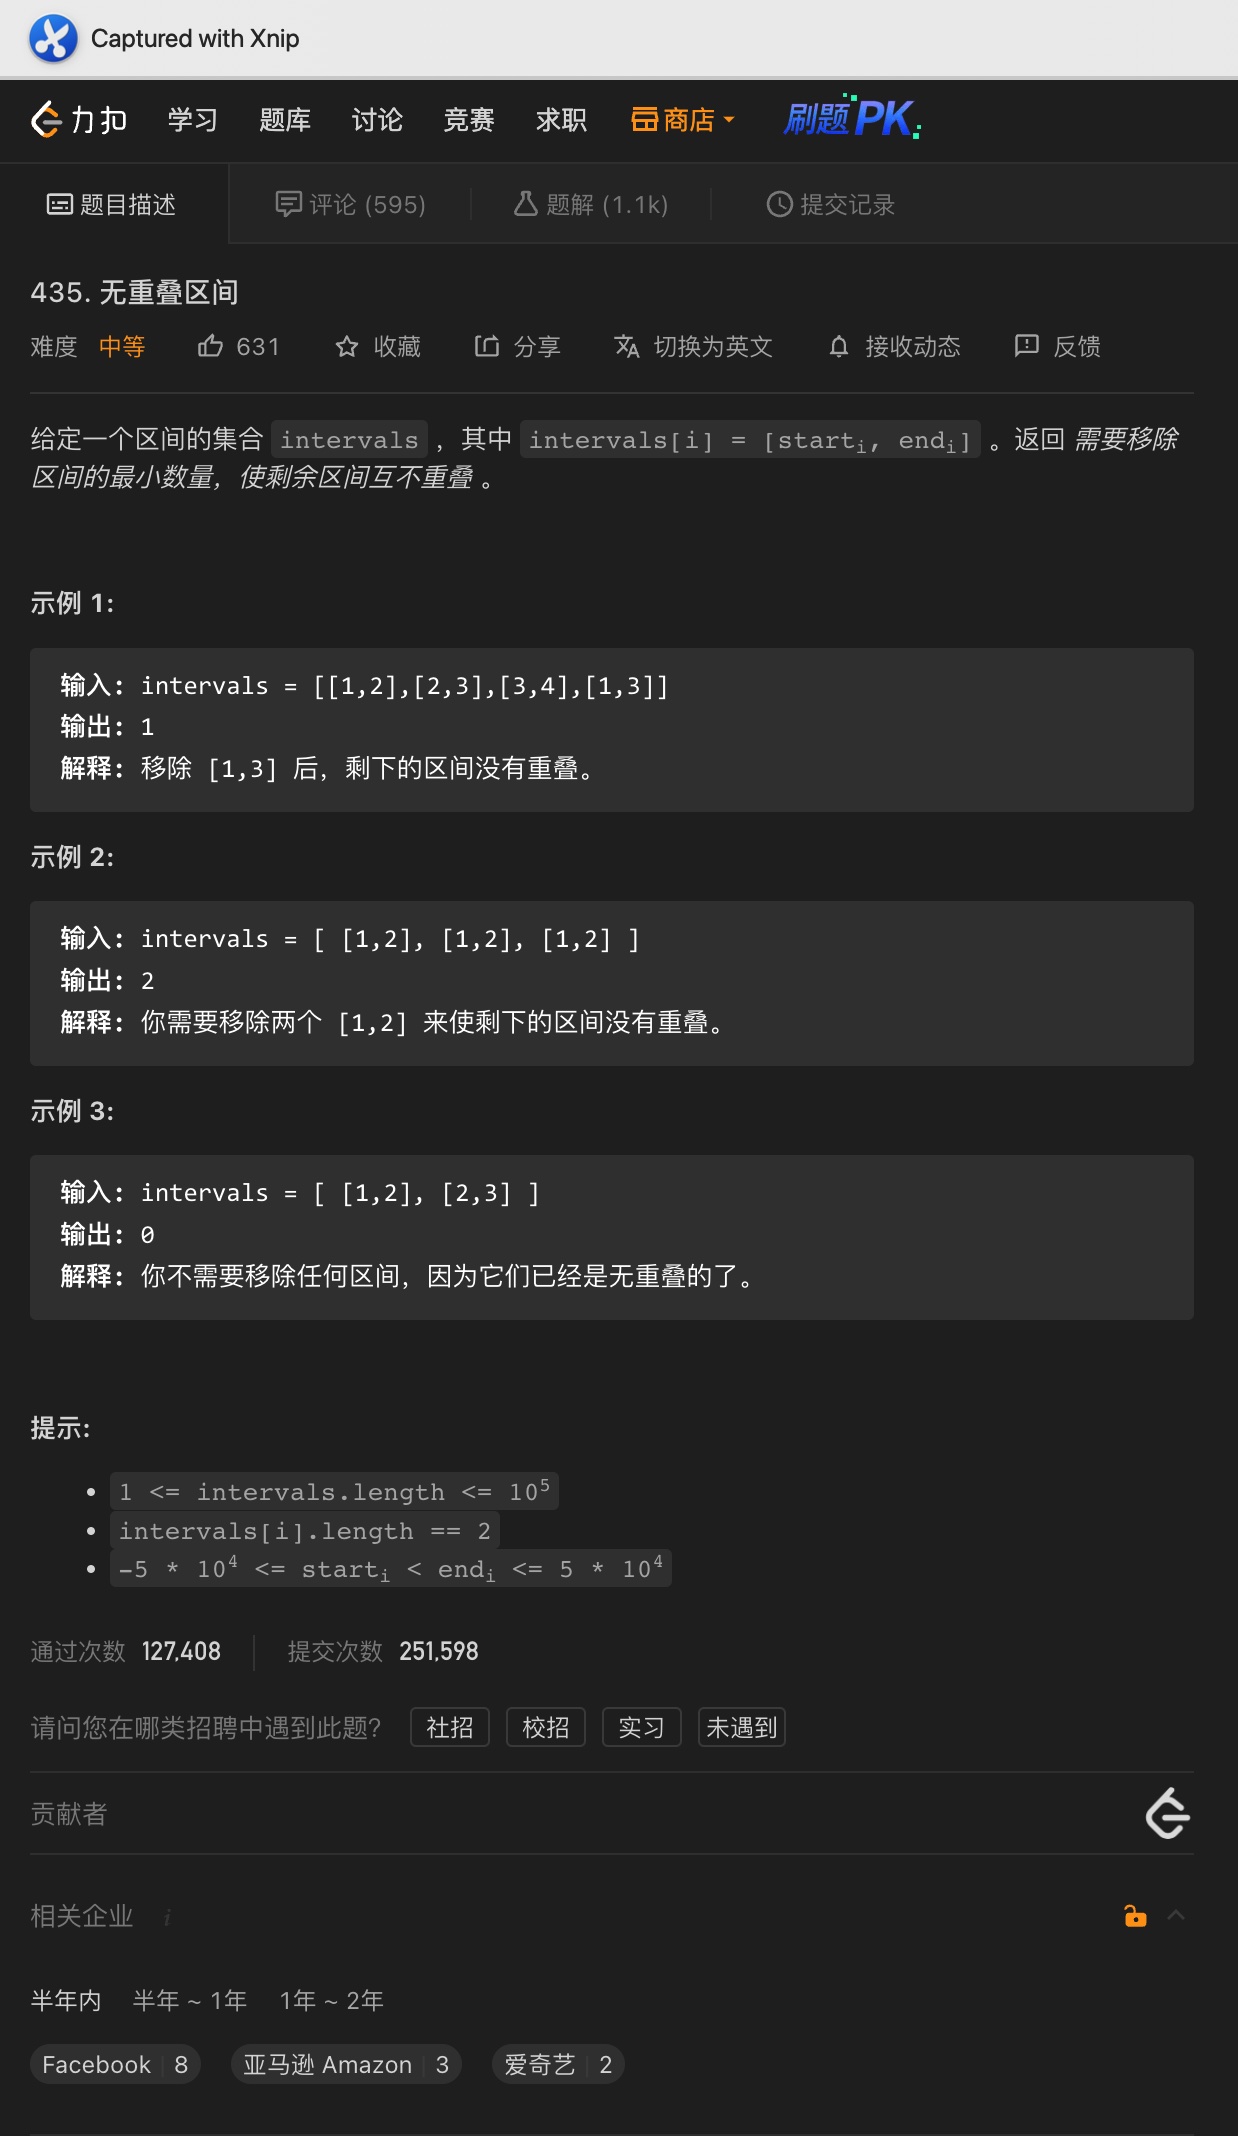 Captured with Xnip
力扣 学习 题库 讨论 竞赛 求职 商店 刷题PK
题目描述 评论 (595) 题解 (1.1k) 提交记录
435. 无重叠区间
难度 中等 631 收藏 分享 切换为英文 接收动态 反馈
给定一个区间的集合 intervals ，其中 intervals[i] = [starti, endi] 。返回 需要移除
区间的最小数量，使剩余区间互不重叠 。
示例 1:
输入: intervals = [[1,2],[2,3],[3,4],[1,3]]
输出: 1
解释: 移除 [1,3] 后，剩下的区间没有重叠。
示例 2:
输入: intervals = [ [1,2], [1,2], [1,2] ]
输出: 2
解释: 你需要移除两个 [1,2] 来使剩下的区间没有重叠。
示例 3:
输入: intervals = [ [1,2], [2,3] ]
输出: 0
解释: 你不需要移除任何区间，因为它们已经是无重叠的了。
提示:
• 1 <= intervals.length <= 10⁵
• intervals[i].length == 2
• -5 * 10⁴ <= starti < endi <= 5 * 10⁴
通过次数 127,408 提交次数 251,598
请问您在哪类招聘中遇到此题? 社招 校招 实习 未遇到
贡献者
相关企业 i
半年内 半年 ~ 1年 1年 ~ 2年
Facebook 8 亚马逊 Amazon 3 爱奇艺 2